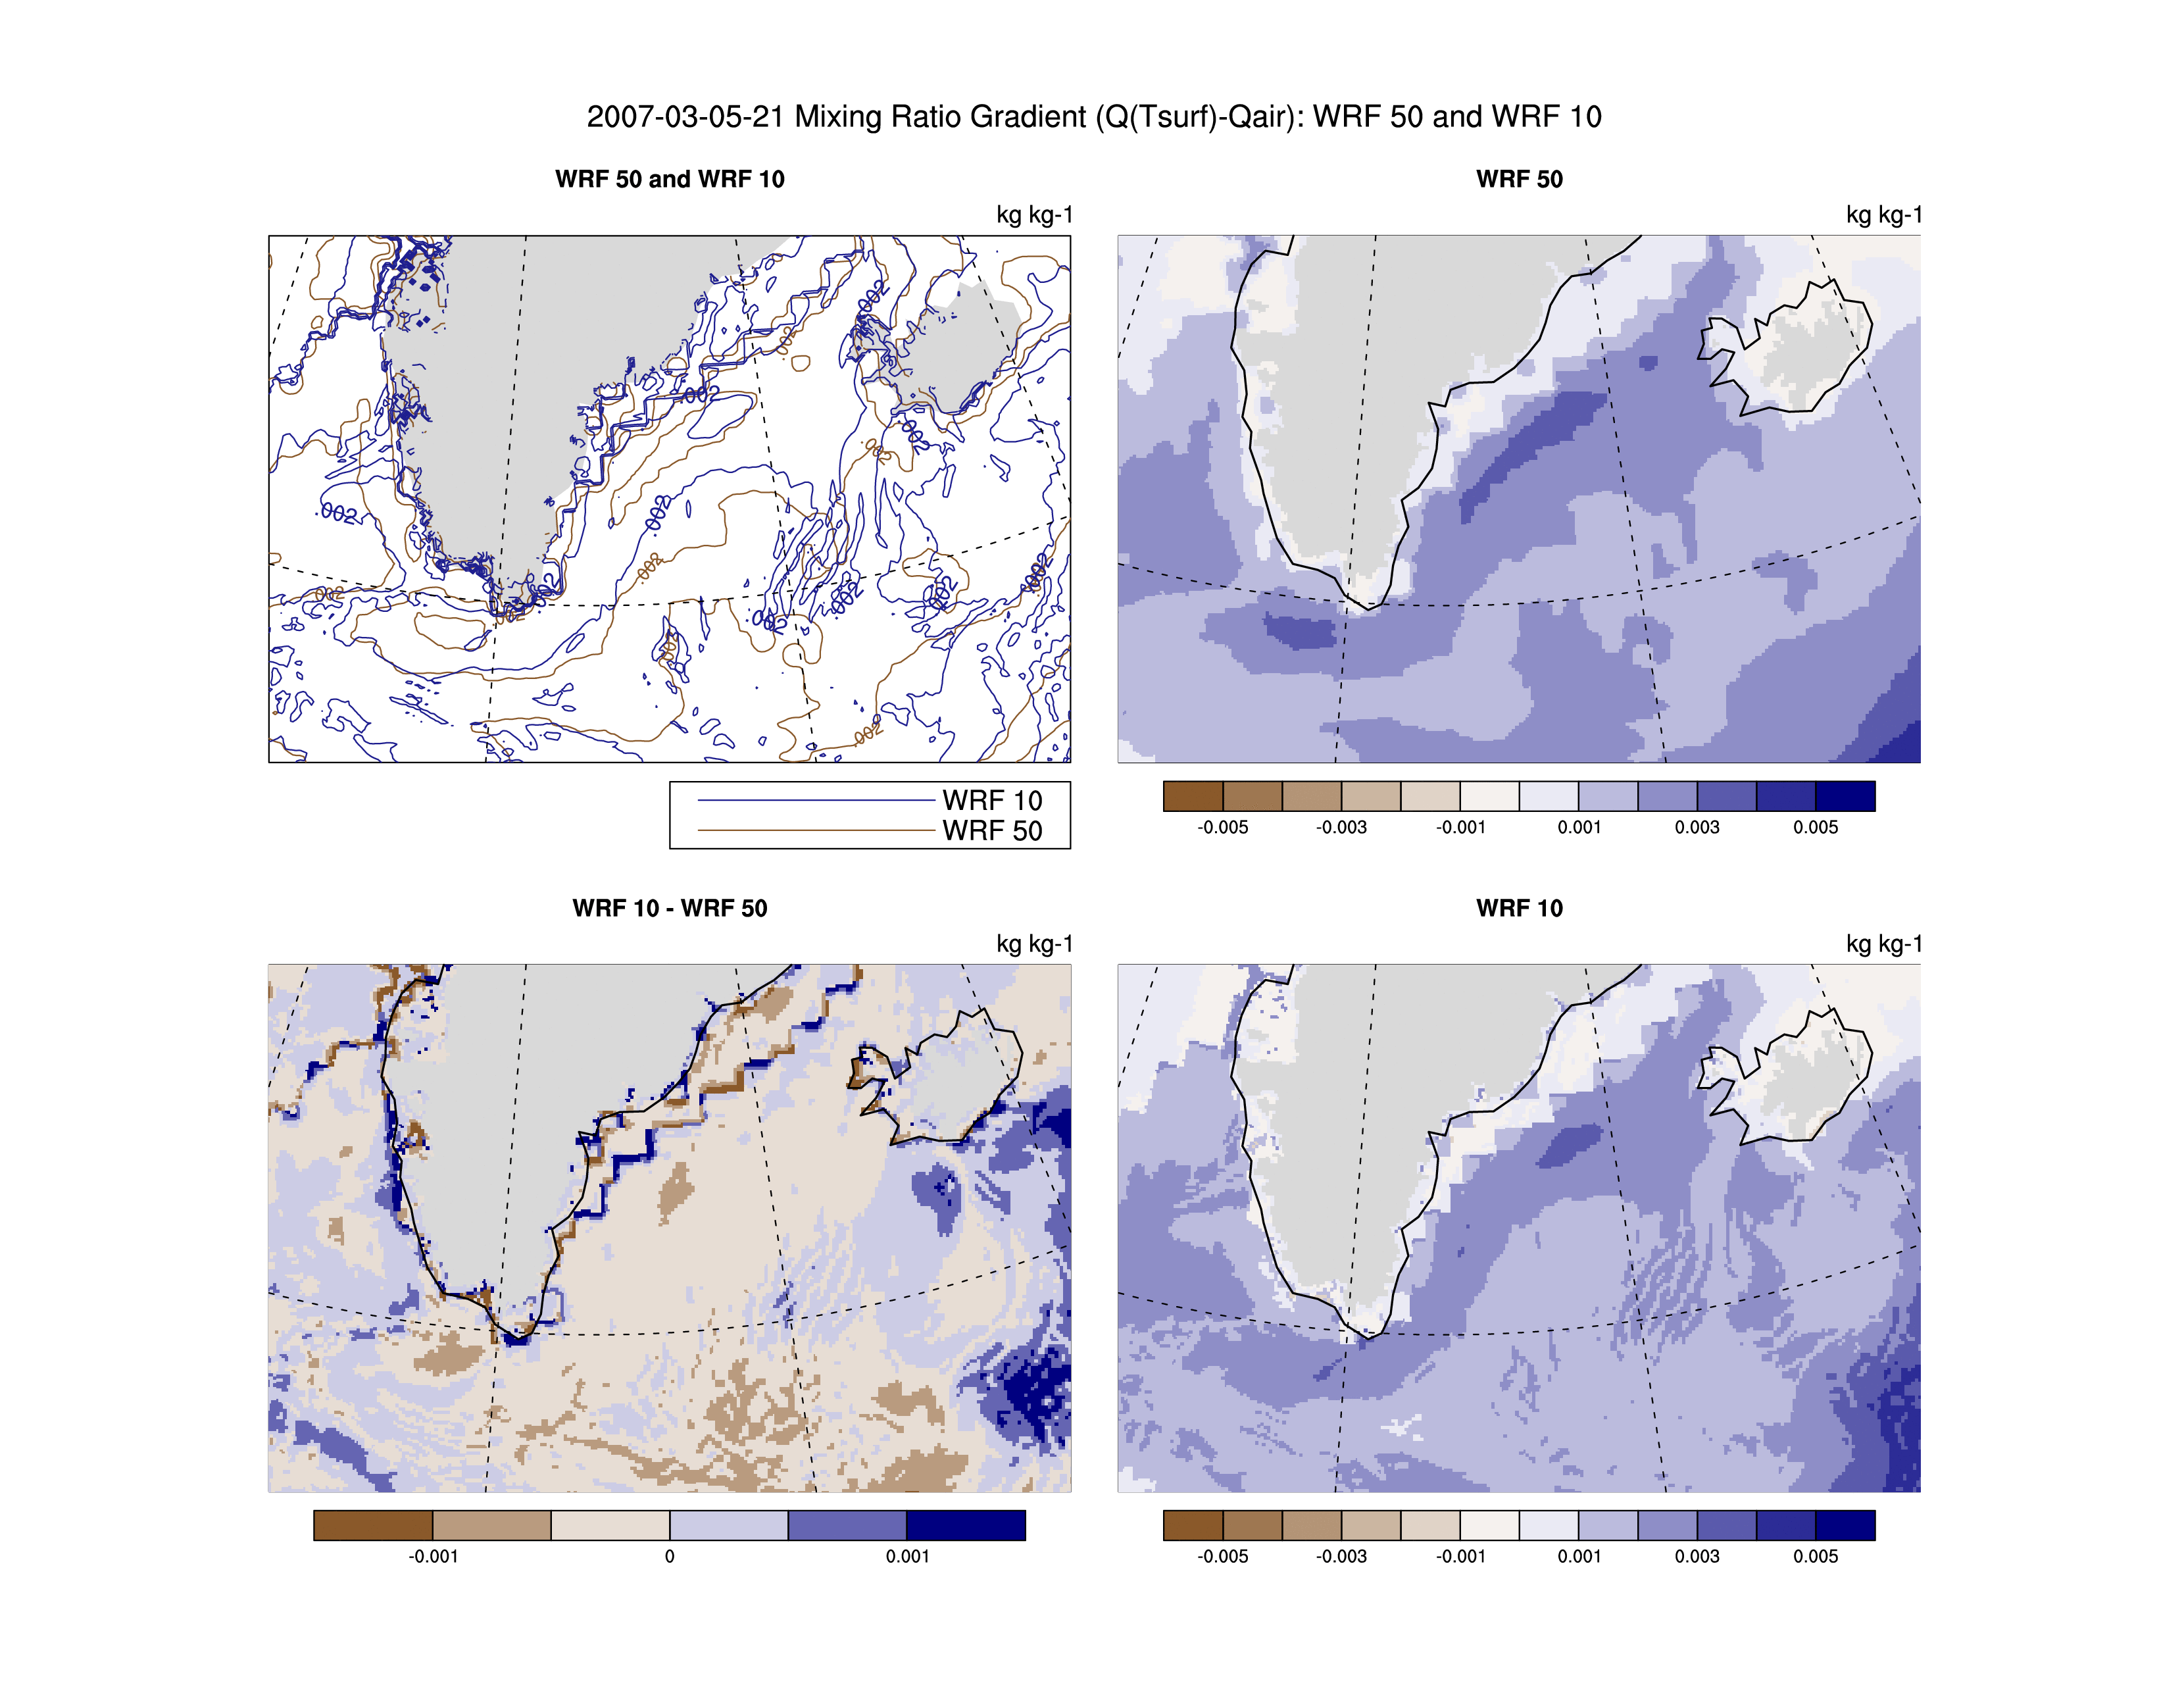 2007-03-05-21 Mixing Ratio Gradient (Q(Tsurf)-Qair): WRF 50 and WRF 10
WRF 50 and WRF 10
kg kg-1
.002
.002
.002
.002
.002
.002
.002
.002
.002
.002
.002
.002
.002
WRF 10
WRF 50
WRF 50
kg kg-1
-0.005 -0.003 -0.001 0.001 0.003 0.005
WRF 10 - WRF 50
kg kg-1
-0.001 0 0.001
WRF 10
kg kg-1
-0.005 -0.003 -0.001 0.001 0.003 0.005